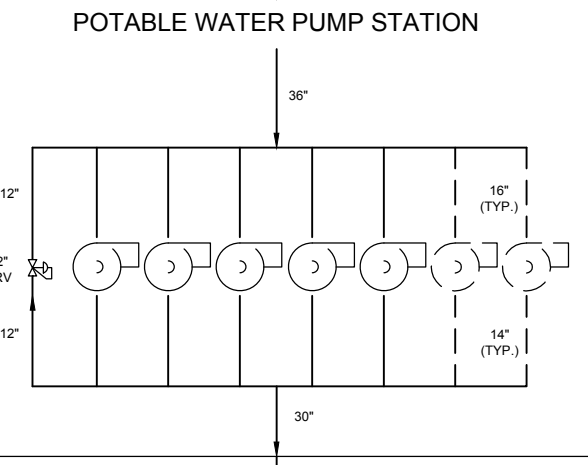 POTABLE WATER PUMP STATION
36"
12"
16"
(TYP.)
12"
14"
(TYP.)
30"